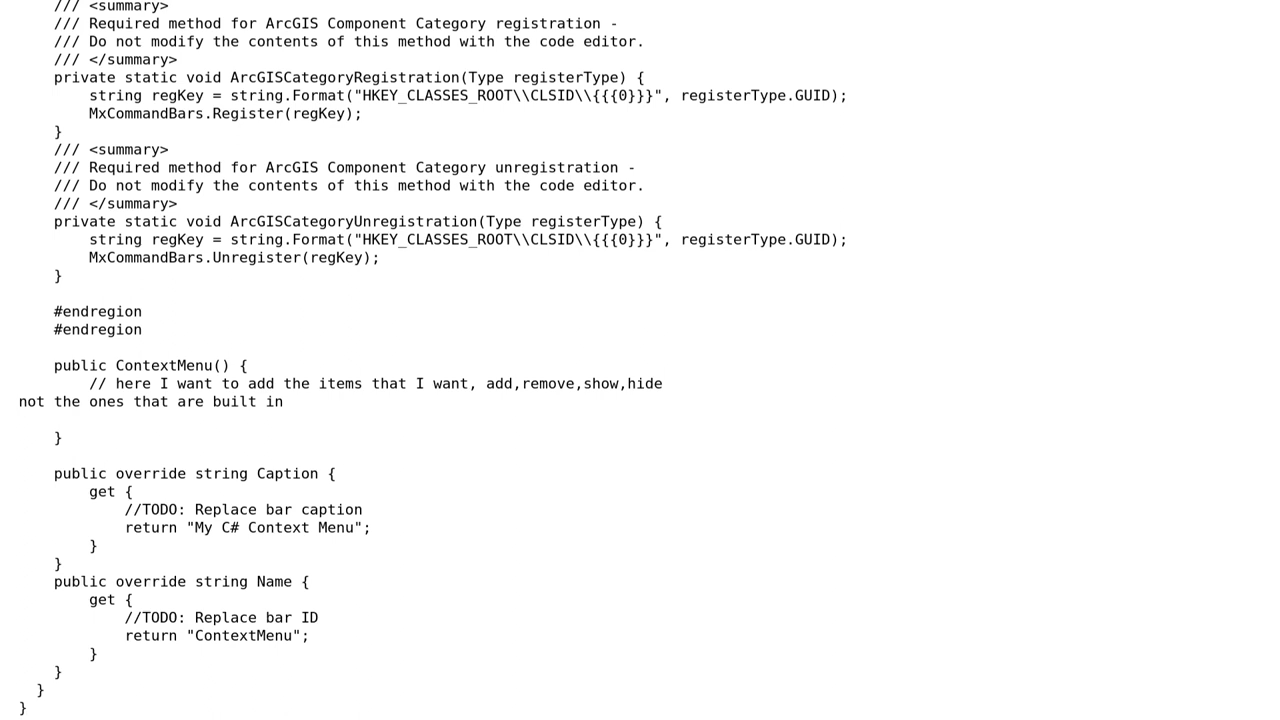 /// <summary>
/// Required method for ArcGIS Component Category registration -
/// Do not modify the contents of this method with the code editor.
/// </summary>
private static void ArcGISCategoryRegistration(Type registerType) {
string regKey = string.Format("HKEY_CLASSES_ROOT\\CLSID\\{{{0}}}", registerType.GUID);
MxCommandBars.Register(regKey);
}
/// <summary>
/// Required method for ArcGIS Component Category unregistration -
/// Do not modify the contents of this method with the code editor.
/// </summary>
private static void ArcGISCategoryUnregistration(Type registerType) {
string regKey = string.Format("HKEY_CLASSES_ROOT\\CLSID\\{{{0}}}", registerType.GUID);
MxCommandBars.Unregister(regKey);
}
#endregion
#endregion
public ContextMenu() {
// here I want to add the items that I want, add,remove,show,hide
not the ones that are built in
}
public override string Caption {
get {
//TODO: Replace bar caption
return "My C# Context Menu";
}
}
public override string Name {
get {
//TODO: Replace bar ID
return "ContextMenu";
}
}
}
}